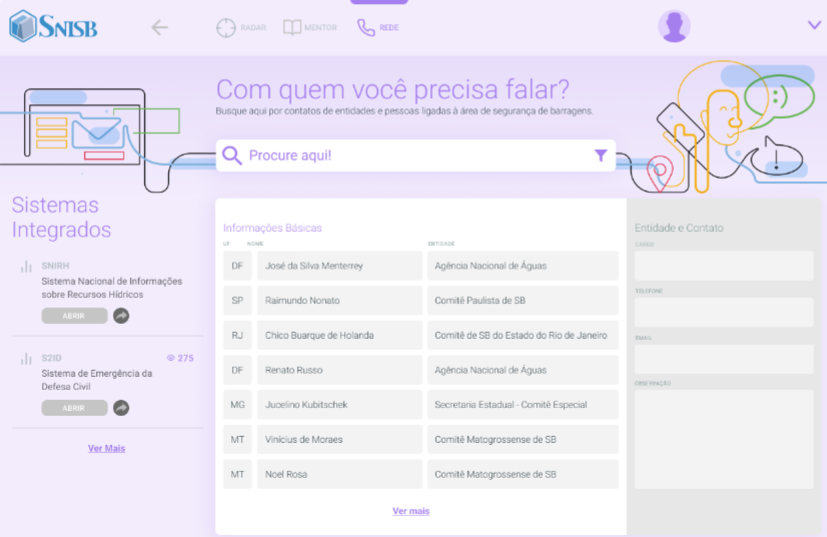 SNISB
RADAR
MENTOR
REDE
Com quem você precisa falar?
Busque aqui por contatos de entidades e pessoas ligadas à área de segurança de barragens.
Procure aqui!
Sistemas
Integrados
SNIRH
Sistema Nacional de Informações
sobre Recursos Hídricos
ABRIR
S2ID
275
Sistema de Emergência da
Defesa Civil
ABRIR
Ver Mais
Informações Básicas
UF NOME ENTIDADE
DF José da Silva Menterrey Agência Nacional de Águas
SP Raimundo Nonato Comitê Paulista de SB
RJ Chico Buarque de Holanda Comitê de SB do Estado do Rio de Janeiro
DF Renato Russo Agência Nacional de Águas
MG Jucelino Kubitschek Secretaria Estadual - Comitê Especial
MT Vinícius de Moraes Comitê Matogrossense de SB
MT Noel Rosa Comitê Matogrossense de SB
Ver mais
Entidade e Contato
CARGO
TELEFONE
EMAIL
OBSERVAÇÃO